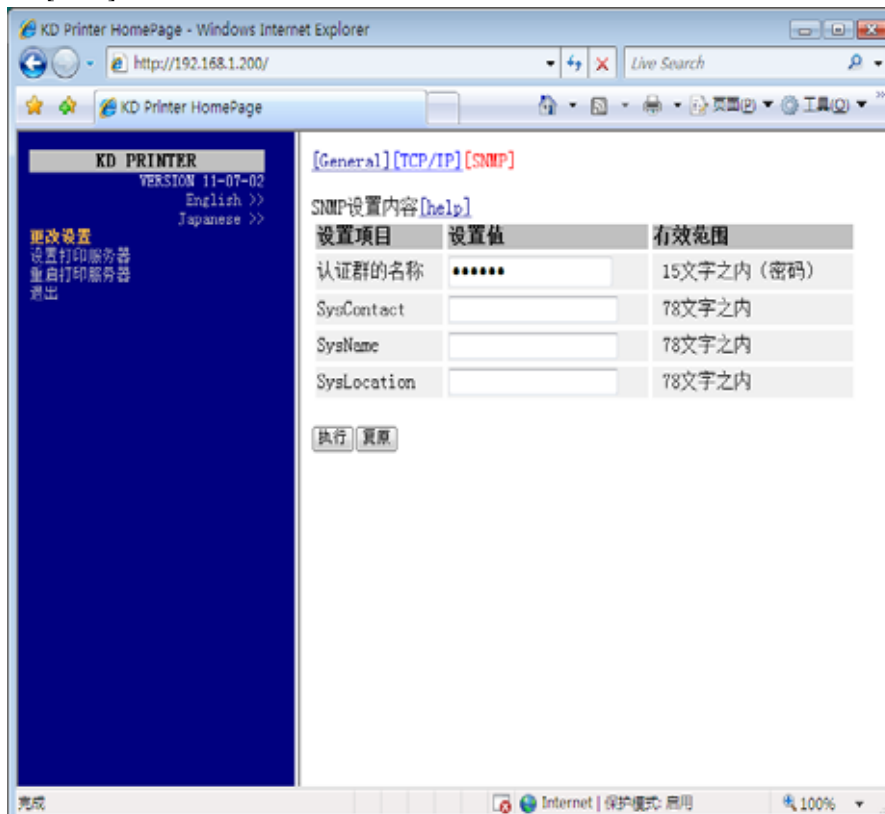 KD Printer HomePage - Windows Internet Explorer
http://192.168.1.200/
Live Search
KD Printer HomePage
页面(P)
工具(O)
KD PRINTER
VERSION 11-07-02
English >>
Japanese >>
更改设置
设置打印服务器
重启打印服务器
退出
[General][TCP/IP][SNMP]
SNMP设置内容[help]
设置项目 设置值 有效范围
认证群的名称 •••••• 15文字之内（密码）
SysContact 78文字之内
SysName 78文字之内
SysLocation 78文字之内
执行 复原
完成
Internet | 保护模式: 启用
100%